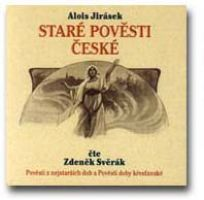 Alois Jirásek
STARÉ POVĚSTI
ČESKÉ
čte
Zdeněk Svěrák
Pověsti z nejstarších dob a Pověsti doby křesťanské